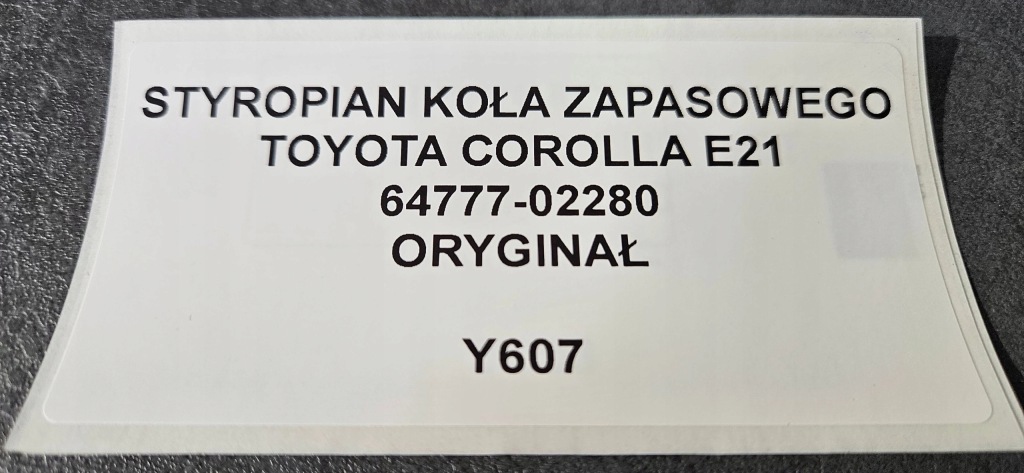 STYROPIAN KOŁA ZAPASOWEGO
TOYOTA COROLLA E21
64777-02280
ORYGINAŁ
Y607